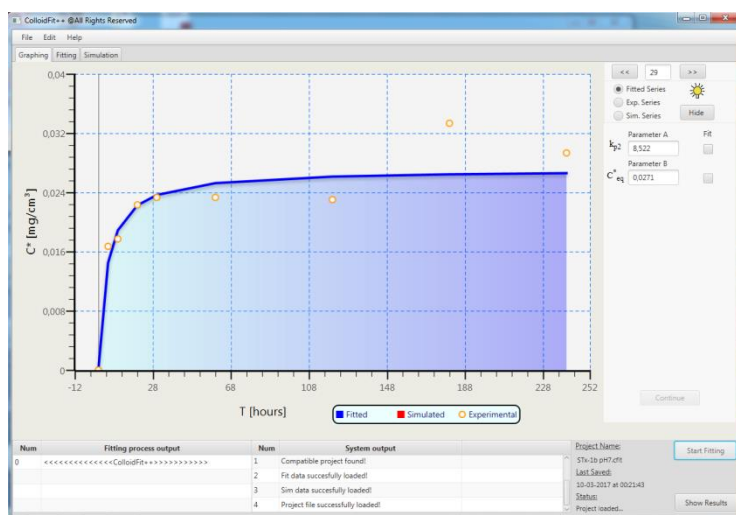 ColloidFit++ @All Rights Reserved
File Edit Help
Graphing Fitting Simulation
<< 29 >>
Fitted Series
Exp. Series
Sim. Series
Hide
Parameter A Fit
kp2 8,522
Parameter B
C*eq 0,0271
Continue
0,04
0,032
0,024
0,016
0,008
0
C* [mg/cm³]
-12 28 68 108 148 188 228 252
T [hours]
Fitted Simulated Experimental
Num Fitting process output Num System output
0 <<<<<<<<<<<<<<ColloidFit++>>>>>>>>>>>>
1 Compatible project found!
2 Fit data succesfully loaded!
3 Sim data succesfully loaded!
4 Project file successfully loaded!
Project Name:
STx-1b pH7.cfit
Last Saved:
10-03-2017 at 00:21:43
Status:
Project loaded...
Start Fitting
Show Results